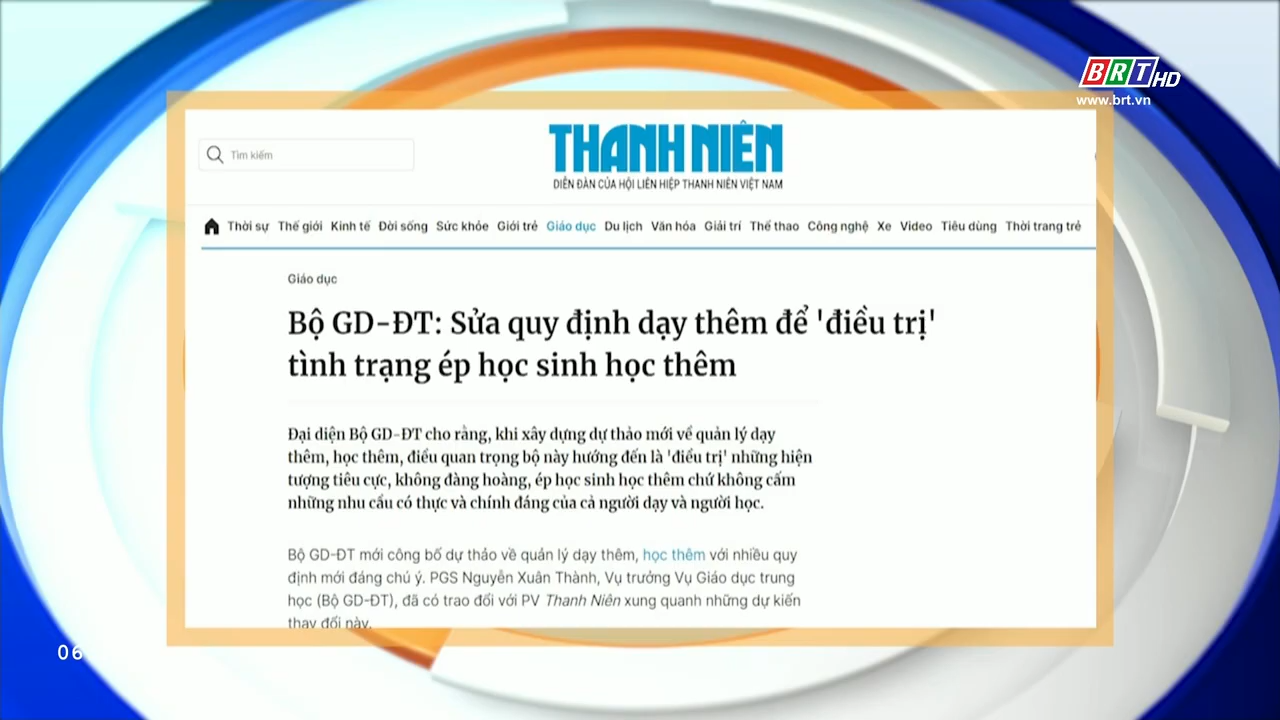 BRT HD
www.brt.vn
Tìm kiếm
THANH NIÊN
DIỄN ĐÀN CỦA HỘI LIÊN HIỆP THANH NIÊN VIỆT NAM
Thời sự Thế giới Kinh tế Đời sống Sức khỏe Giới trẻ Giáo dục Du lịch Văn hóa Giải trí Thể thao Công nghệ Xe Video Tiêu dùng Thời trang trẻ
Giáo dục
Bộ GD-ĐT: Sửa quy định dạy thêm để 'điều trị'
tình trạng ép học sinh học thêm
Đại diện Bộ GD-ĐT cho rằng, khi xây dựng dự thảo mới về quản lý dạy
thêm, học thêm, điều quan trọng bộ này hướng đến là 'điều trị' những hiện
tượng tiêu cực, không đàng hoàng, ép học sinh học thêm chứ không cấm
những nhu cầu có thực và chính đáng của cả người dạy và người học.
Bộ GD-ĐT mới công bố dự thảo về quản lý dạy thêm, học thêm với nhiều quy
định mới đáng chú ý. PGS Nguyễn Xuân Thành, Vụ trưởng Vụ Giáo dục trung
học (Bộ GD-ĐT), đã có trao đổi với PV Thanh Niên xung quanh những dự kiến
thay đổi này.
06